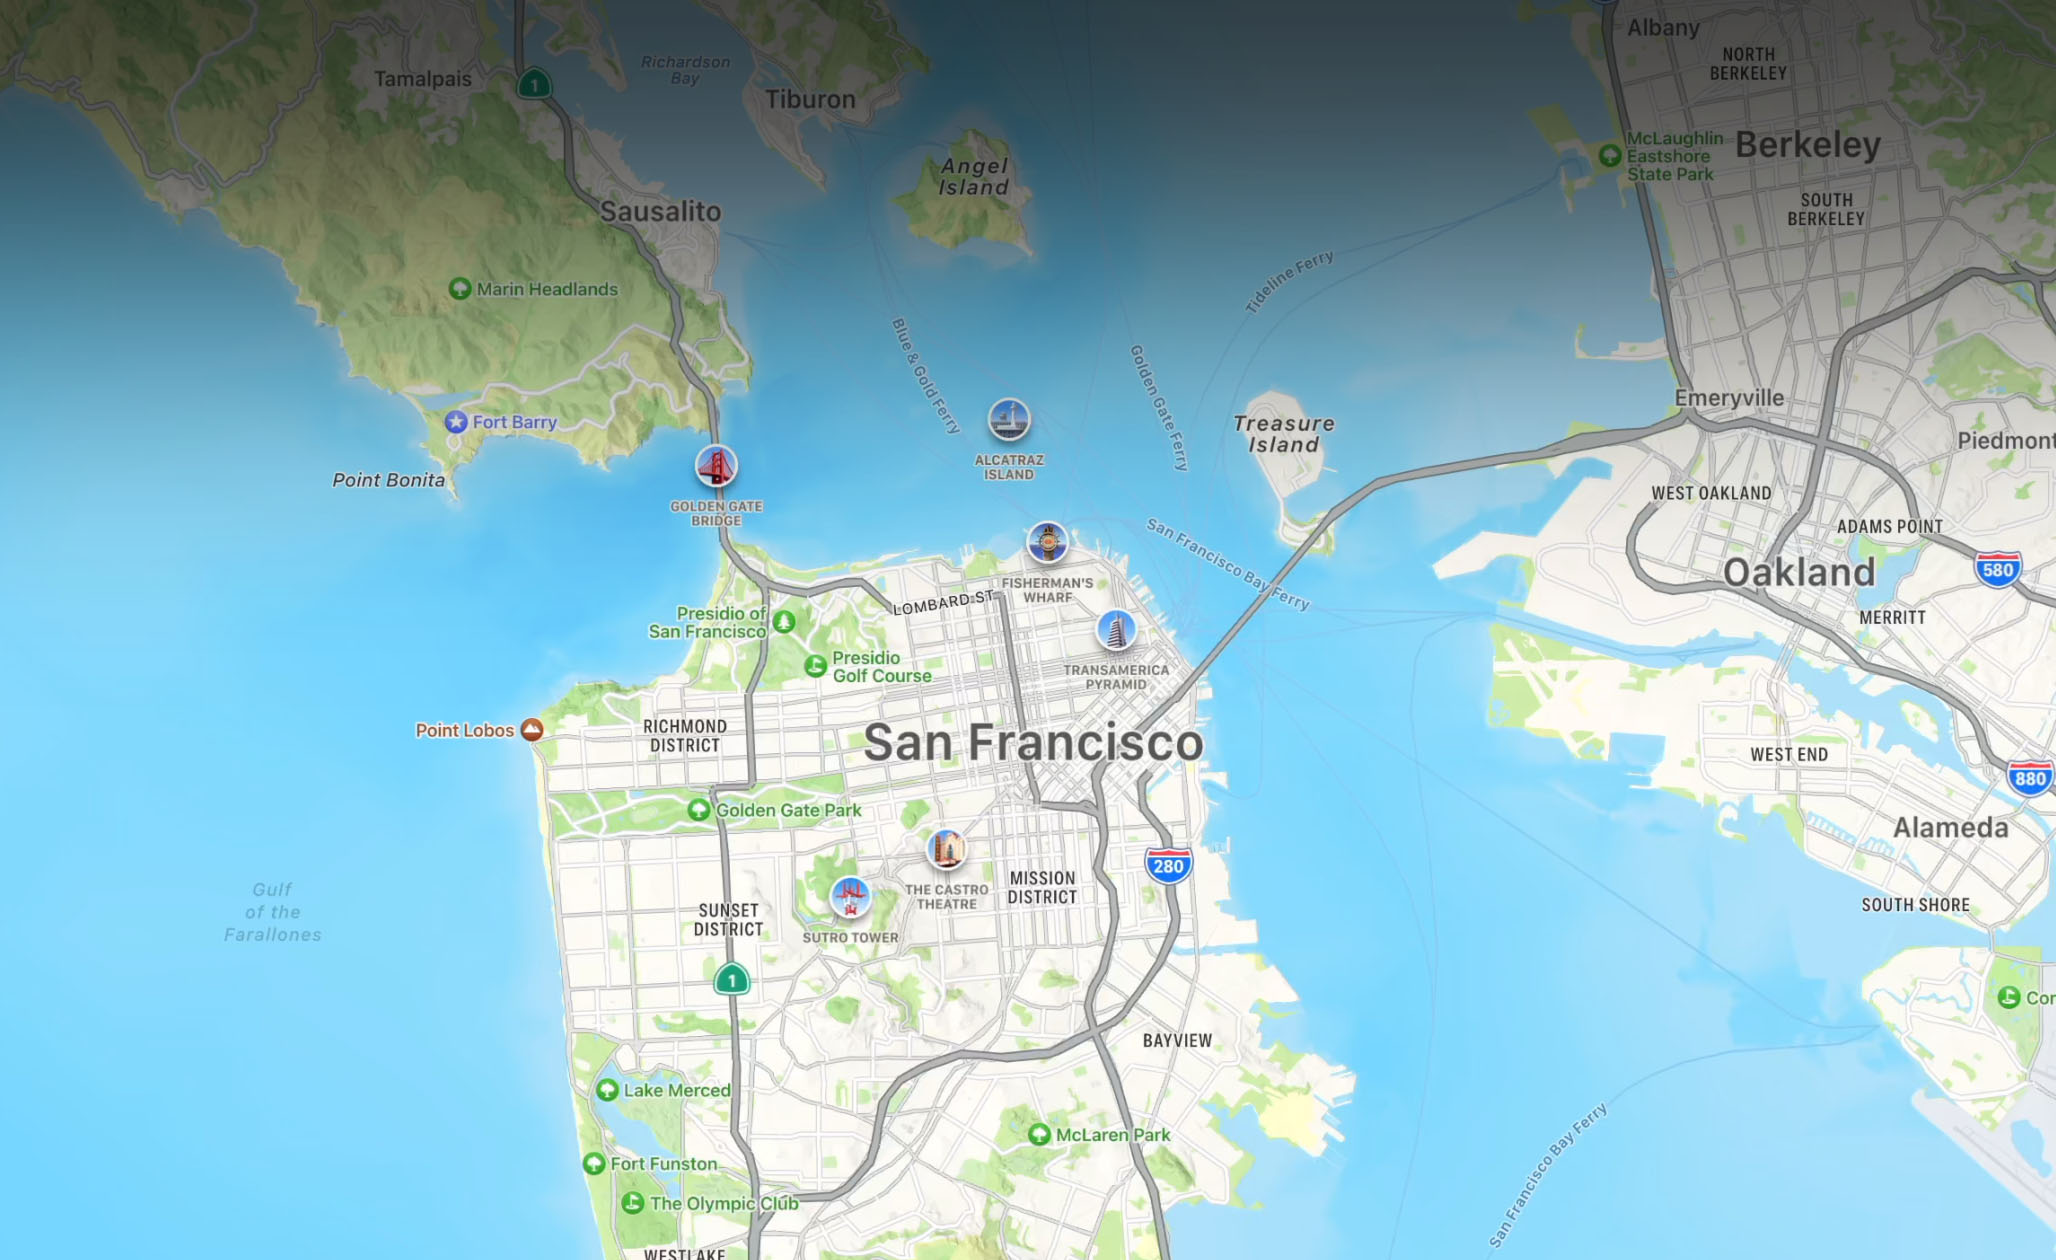 Albany
Richardson
Bay
NORTH
BERKELEY
Tamalpais
1
Tiburon
McLaughlin
Eastshore
State Park
Berkeley
Angel
Island
Sausalito
SOUTH
BERKELEY
Tideline Ferry
Marin Headlands
Blue & Gold Ferry
Golden Gate Ferry
Emeryville
Fort Barry
Treasure
Island
Piedmont
Point Bonita
ALCATRAZ
ISLAND
WEST OAKLAND
GOLDEN GATE
BRIDGE
ADAMS POINT
San Francisco Bay Ferry
Oakland
580
FISHERMAN'S
WHARF
LOMBARD ST
Presidio of
San Francisco
MERRITT
Presidio
Golf Course
TRANSAMERICA
PYRAMID
Point Lobos
RICHMOND
DISTRICT
San Francisco
WEST END
880
Golden Gate Park
Alameda
280
Gulf
of the
Farallones
THE CASTRO
THEATRE
MISSION
DISTRICT
SOUTH SHORE
SUNSET
DISTRICT
SUTRO TOWER
1
Cor
BAYVIEW
Lake Merced
McLaren Park
San Francisco Bay Ferry
Fort Funston
The Olympic Club
WESTLAKE